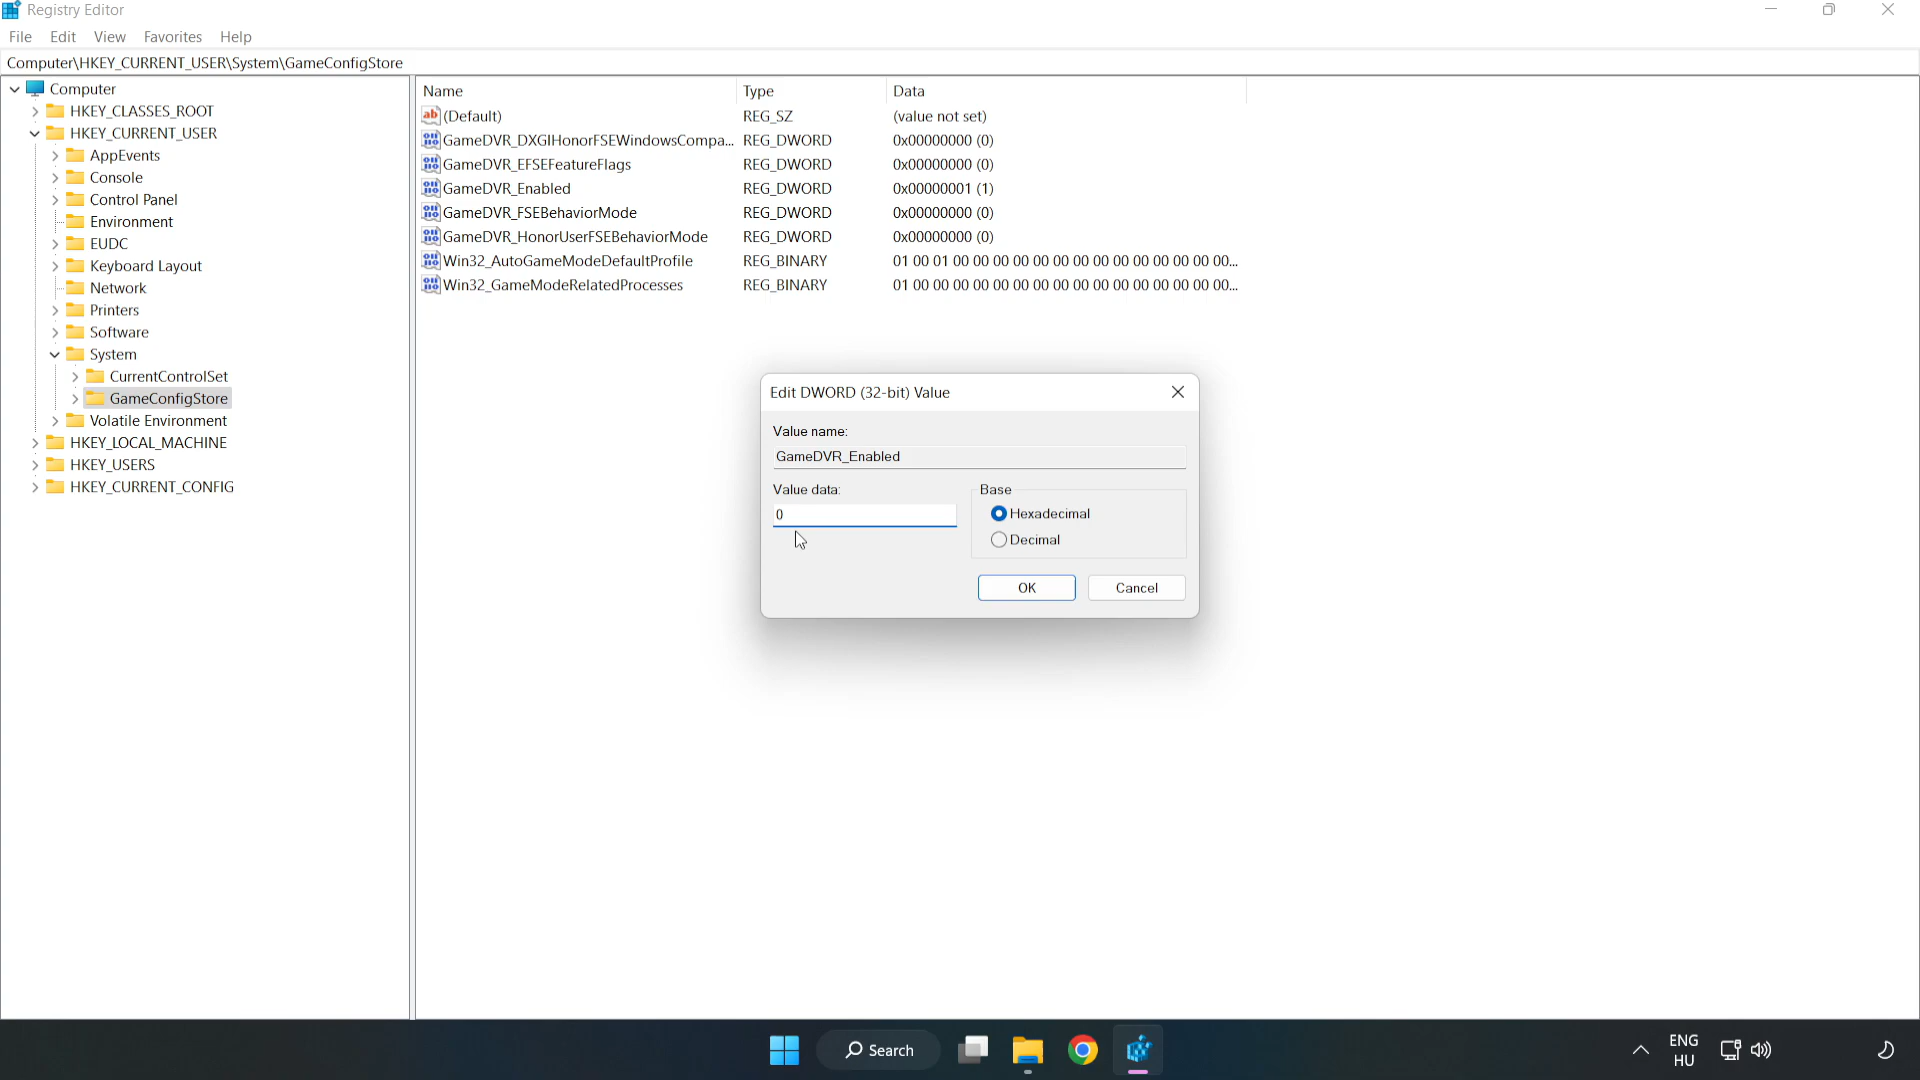 Registry Editor
File Edit View Favorites Help
Computer\HKEY_CURRENT_USER\System\GameConfigStore
Computer
HKEY_CLASSES_ROOT
HKEY_CURRENT_USER
AppEvents
Console
Control Panel
Environment
EUDC
Keyboard Layout
Network
Printers
Software
System
CurrentControlSet
GameConfigStore
Volatile Environment
HKEY_LOCAL_MACHINE
HKEY_USERS
HKEY_CURRENT_CONFIG
Name Type Data
(Default) REG_SZ (value not set)
GameDVR_DXGIHonorFSEWindowsCompa... REG_DWORD 0x00000000 (0)
GameDVR_EFSEFeatureFlags REG_DWORD 0x00000000 (0)
GameDVR_Enabled REG_DWORD 0x00000001 (1)
GameDVR_FSEBehaviorMode REG_DWORD 0x00000000 (0)
GameDVR_HonorUserFSEBehaviorMode REG_DWORD 0x00000000 (0)
Win32_AutoGameModeDefaultProfile REG_BINARY 01 00 01 00 00 00 00 00 00 00 00 00 00 00 00 00 00...
Win32_GameModeRelatedProcesses REG_BINARY 01 00 00 00 00 00 00 00 00 00 00 00 00 00 00 00 00...
Edit DWORD (32-bit) Value
Value name:
GameDVR_Enabled
Value data: Base
0 Hexadecimal
Decimal
OK Cancel
Search
ENG
HU